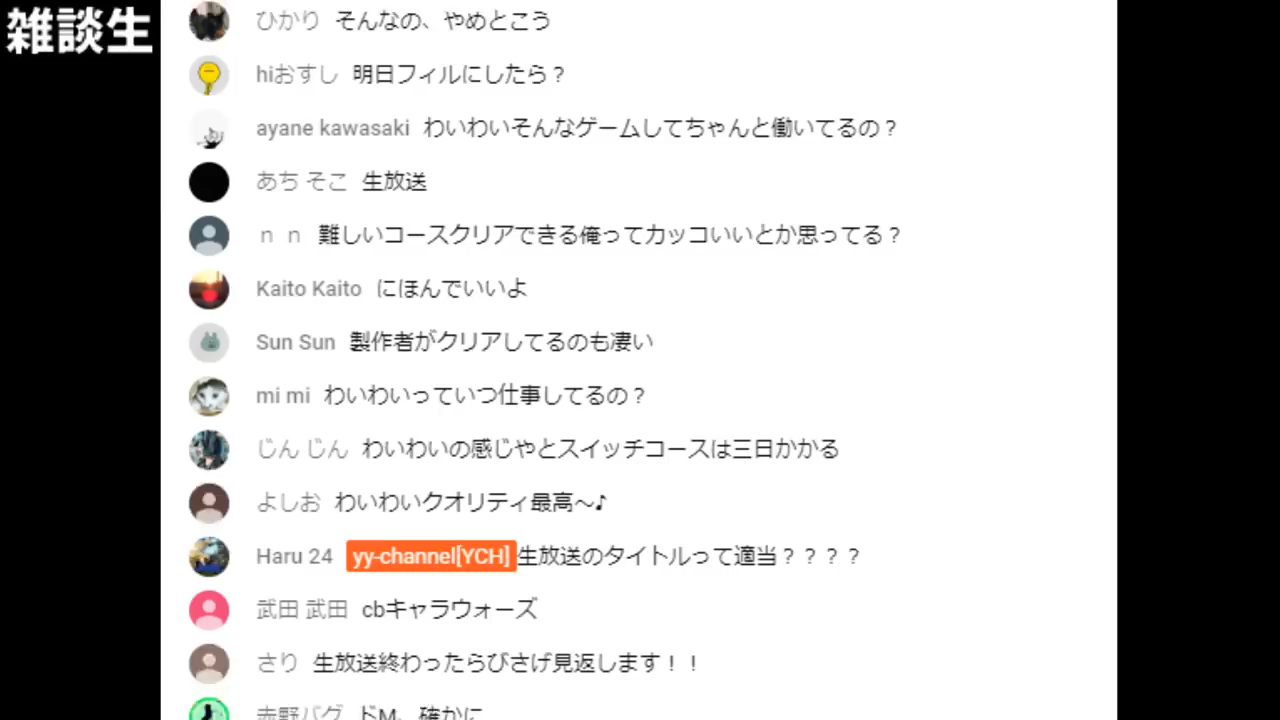 雑談生
ひかり そんなの、やめとこう
hiおすし 明日フィルにしたら？
ayane kawasaki わいわいそんなゲームしてちゃんと働いてるの？
あち そこ 生放送
ｎ ｎ 難しいコースクリアできる俺ってカッコいいとか思ってる？
Kaito Kaito にほんでいいよ
Sun Sun 製作者がクリアしてるのも凄い
mi mi わいわいっていつ仕事してるの？
じん じん わいわいの感じやとスイッチコースは三日かかる
よしお わいわいクオリティ最高～♪
Haru 24 yy-channel[YCH] 生放送のタイトルって適当？？？？
武田 武田 cbキャラウォーズ
さり 生放送終わったらびさげ見返します！！
赤野バグ ドM、確かに